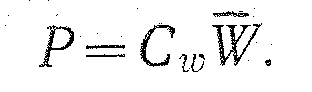 P = C_w W̅.